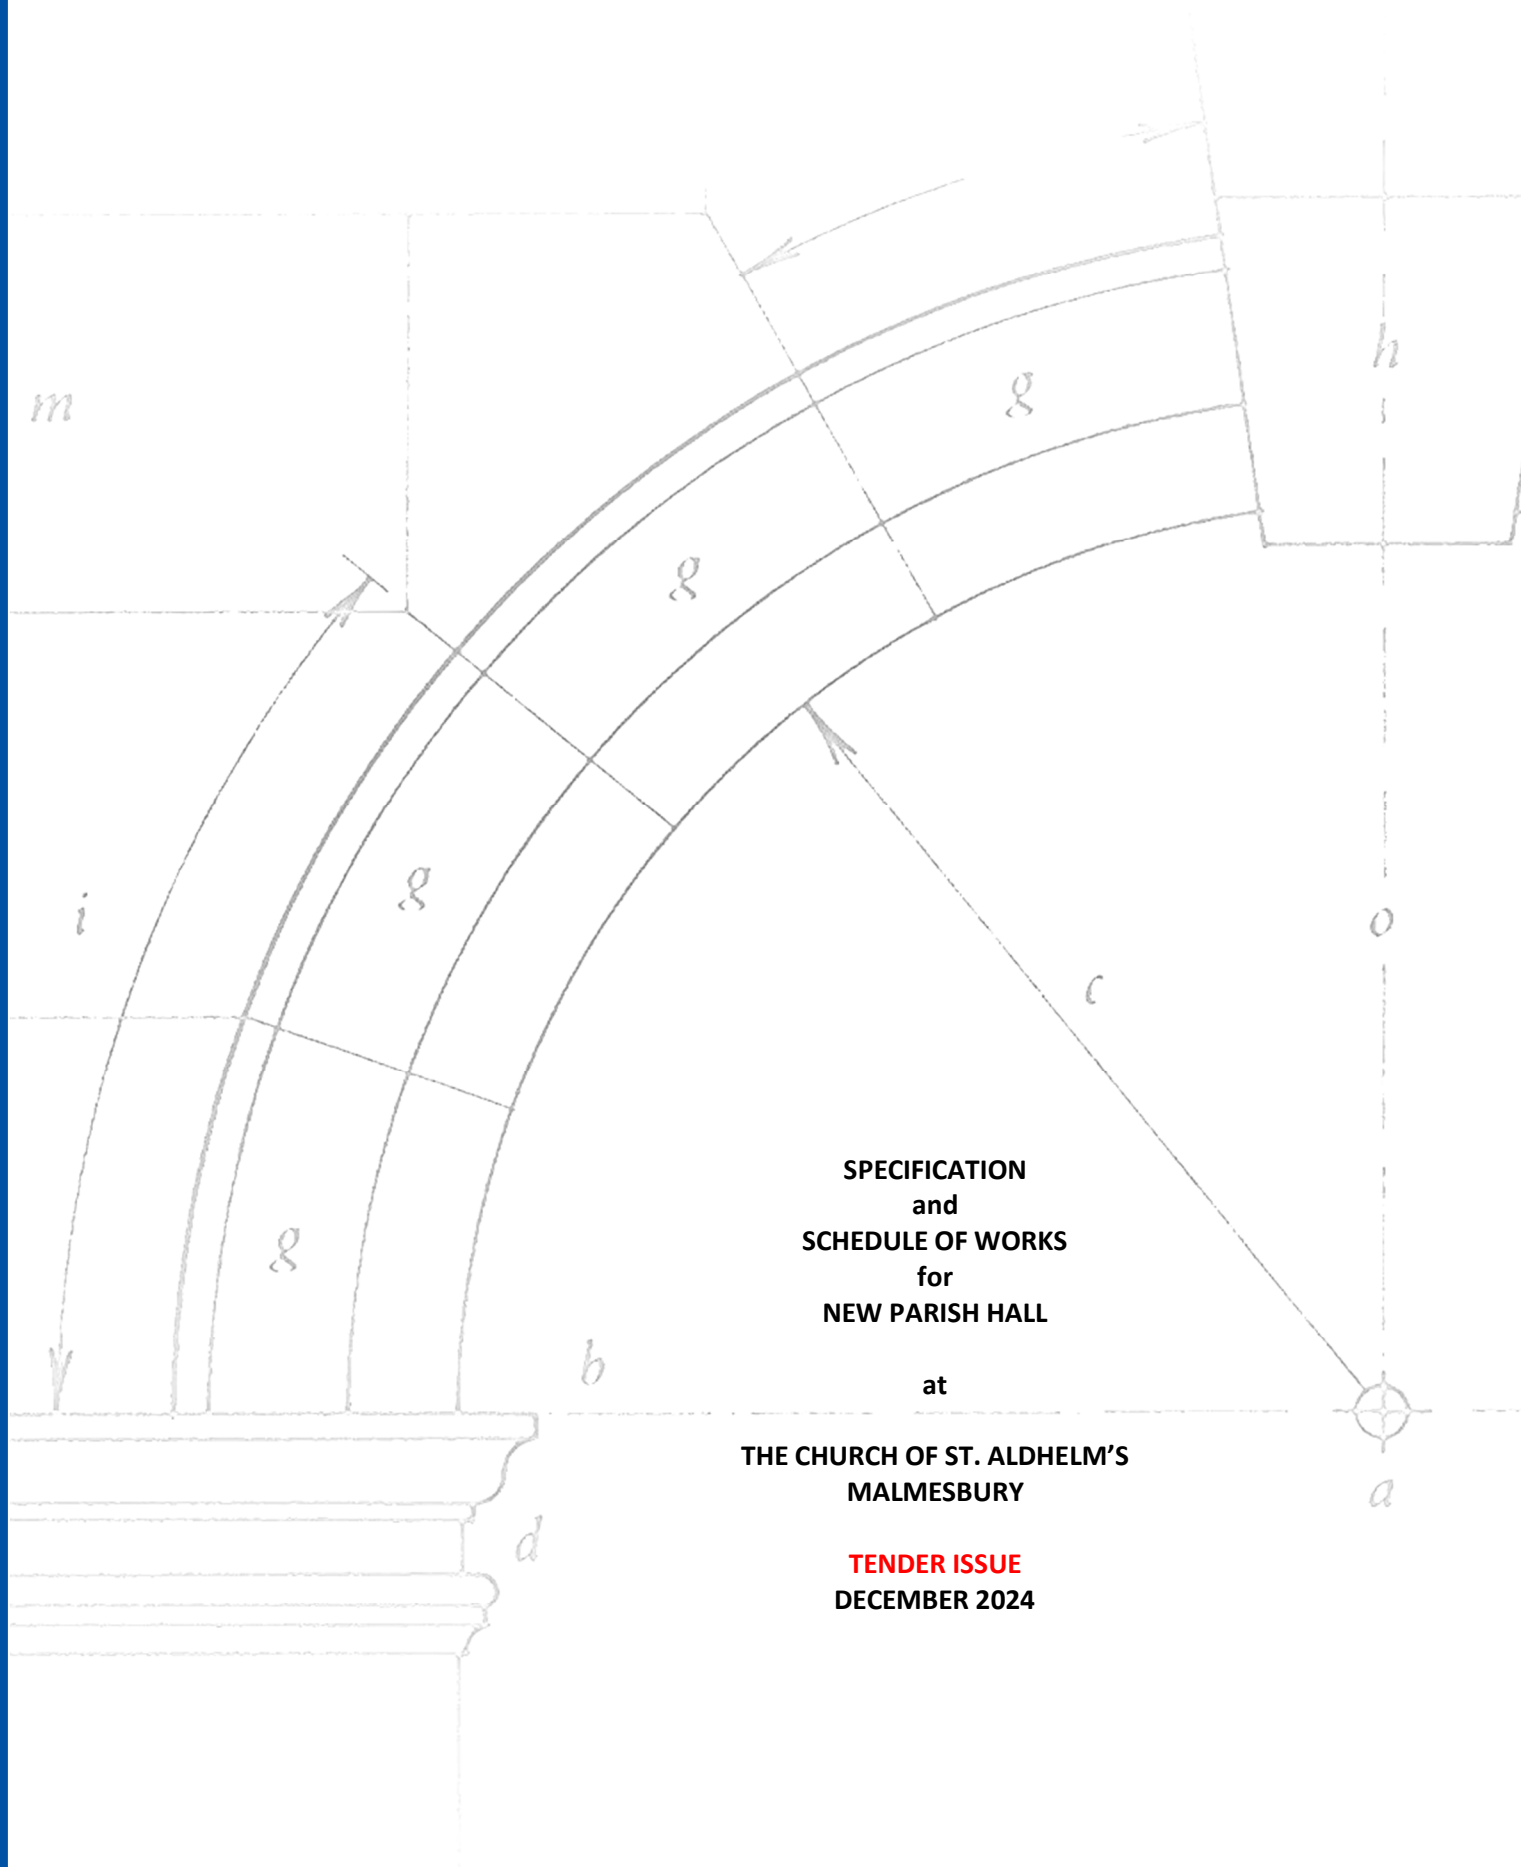 h
m
g
g
g
i
o
c
SPECIFICATION
and
SCHEDULE OF WORKS
for
g
NEW PARISH HALL
b
at
THE CHURCH OF ST. ALDHELM’S
MALMESBURY
a
d
TENDER ISSUE
DECEMBER 2024